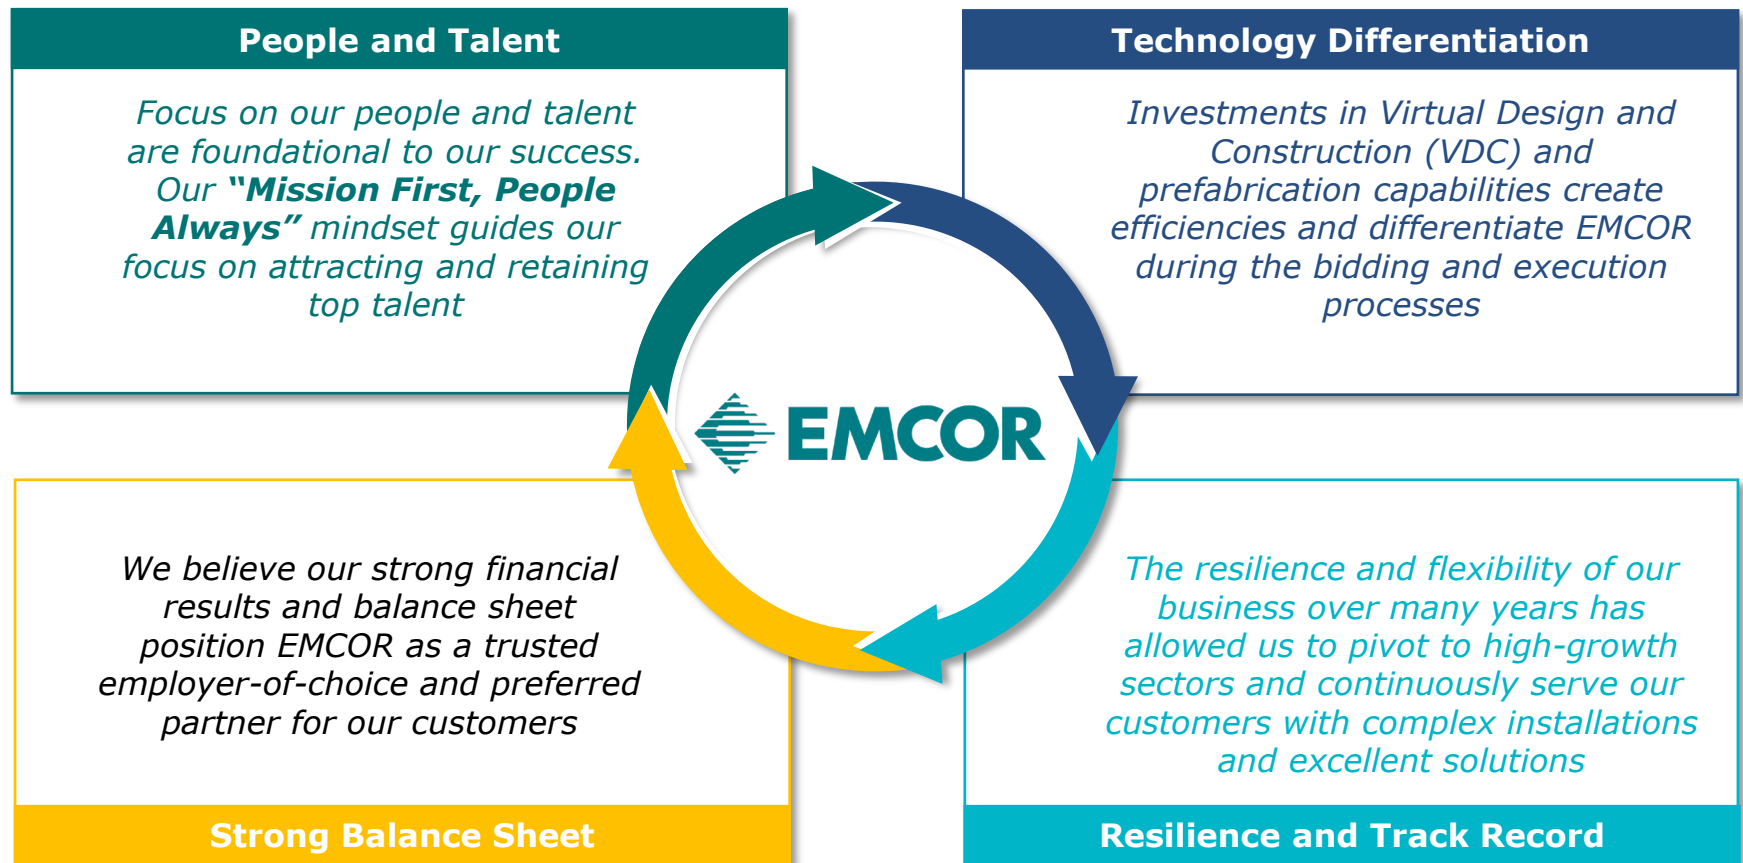 People and Talent
Focus on our people and talent
are foundational to our success.
Our “Mission First, People
Always” mindset guides our
focus on attracting and retaining
top talent
Technology Differentiation
Investments in Virtual Design and
Construction (VDC) and
prefabrication capabilities create
efficiencies and differentiate EMCOR
during the bidding and execution
processes
EMCOR
We believe our strong financial
results and balance sheet
position EMCOR as a trusted
employer-of-choice and preferred
partner for our customers
Strong Balance Sheet
The resilience and flexibility of our
business over many years has
allowed us to pivot to high-growth
sectors and continuously serve our
customers with complex installations
and excellent solutions
Resilience and Track Record